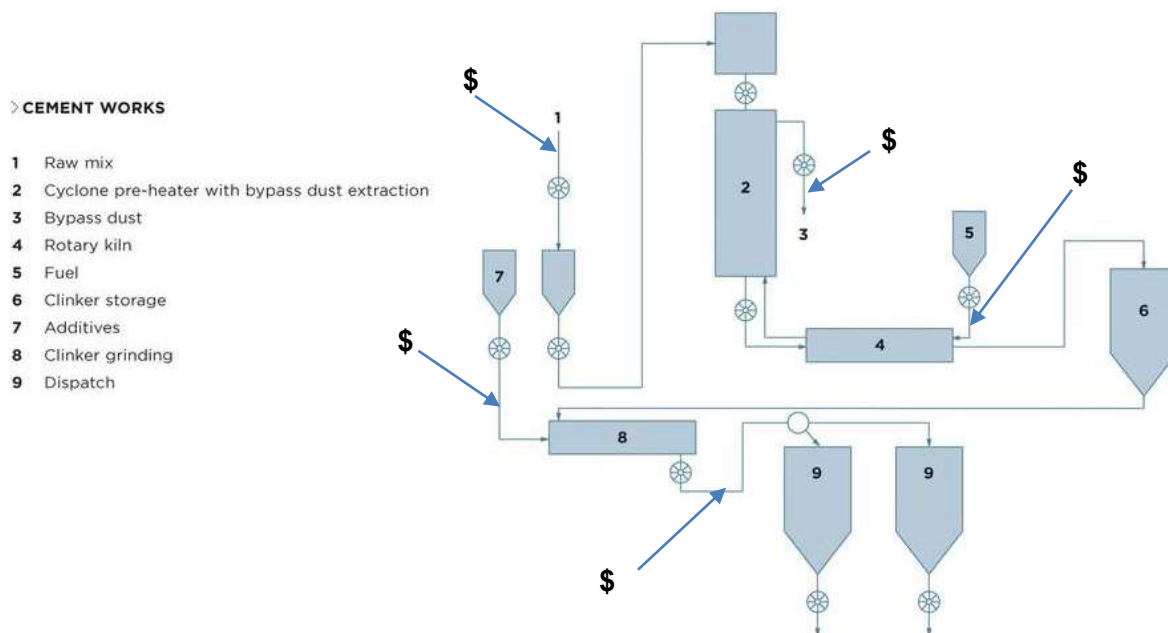 > CEMENT WORKS
1 Raw mix
2 Cyclone pre-heater with bypass dust extraction
3 Bypass dust
4 Rotary kiln
5 Fuel
6 Clinker storage
7 Additives
8 Clinker grinding
9 Dispatch
$
1
$
2
3
$
5
7
6
4
$
8
9
9
$